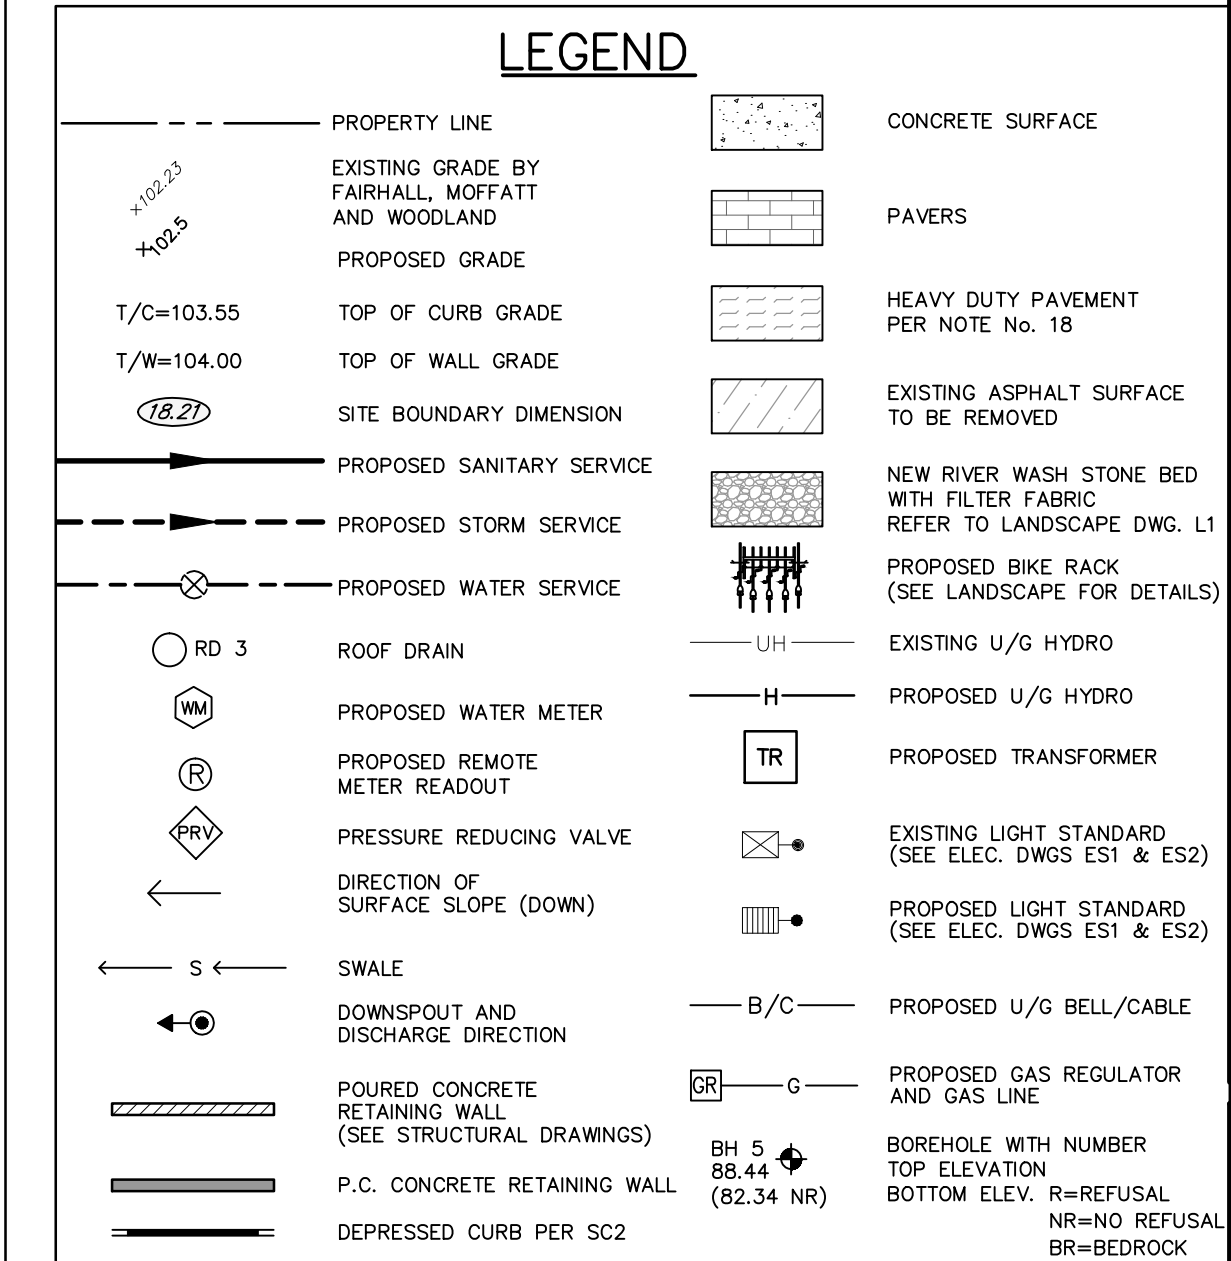 LEGEND
PROPERTY LINE
×102.23
EXISTING GRADE BY
FAIRHALL, MOFFATT
AND WOODLAND
×102.5
PROPOSED GRADE
T/C=103.55
TOP OF CURB GRADE
T/W=104.00
TOP OF WALL GRADE
18.21
SITE BOUNDARY DIMENSION
PROPOSED SANITARY SERVICE
PROPOSED STORM SERVICE
PROPOSED WATER SERVICE
RD 3
ROOF DRAIN
WM
PROPOSED WATER METER
R
PROPOSED REMOTE
METER READOUT
PRV
PRESSURE REDUCING VALVE
DIRECTION OF
SURFACE SLOPE (DOWN)
S
SWALE
DOWNSPOUT AND
DISCHARGE DIRECTION
POURED CONCRETE
RETAINING WALL
(SEE STRUCTURAL DRAWINGS)
P.C. CONCRETE RETAINING WALL
DEPRESSED CURB PER SC2
CONCRETE SURFACE
PAVERS
HEAVY DUTY PAVEMENT
PER NOTE No. 18
EXISTING ASPHALT SURFACE
TO BE REMOVED
NEW RIVER WASH STONE BED
WITH FILTER FABRIC
REFER TO LANDSCAPE DWG. L1
PROPOSED BIKE RACK
(SEE LANDSCAPE FOR DETAILS)
UH
EXISTING U/G HYDRO
H
PROPOSED U/G HYDRO
TR
PROPOSED TRANSFORMER
EXISTING LIGHT STANDARD
(SEE ELEC. DWGS ES1 & ES2)
PROPOSED LIGHT STANDARD
(SEE ELEC. DWGS ES1 & ES2)
B/C
PROPOSED U/G BELL/CABLE
GR
G
PROPOSED GAS REGULATOR
AND GAS LINE
BH 5
88.44
(82.34 NR)
BOREHOLE WITH NUMBER
TOP ELEVATION
BOTTOM ELEV. R=REFUSAL
NR=NO REFUSAL
BR=BEDROCK